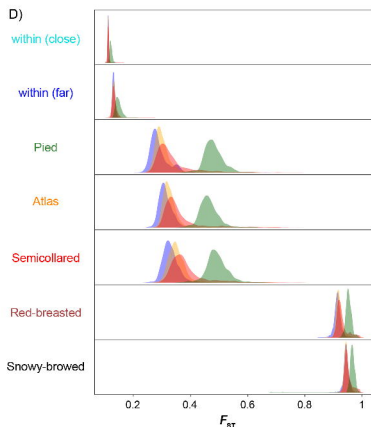 D)
within (close)
within (far)
Pied
Atlas
Semicollared
Red-breasted
Snowy-browed
0.2 0.4 0.6 0.8 1
FST